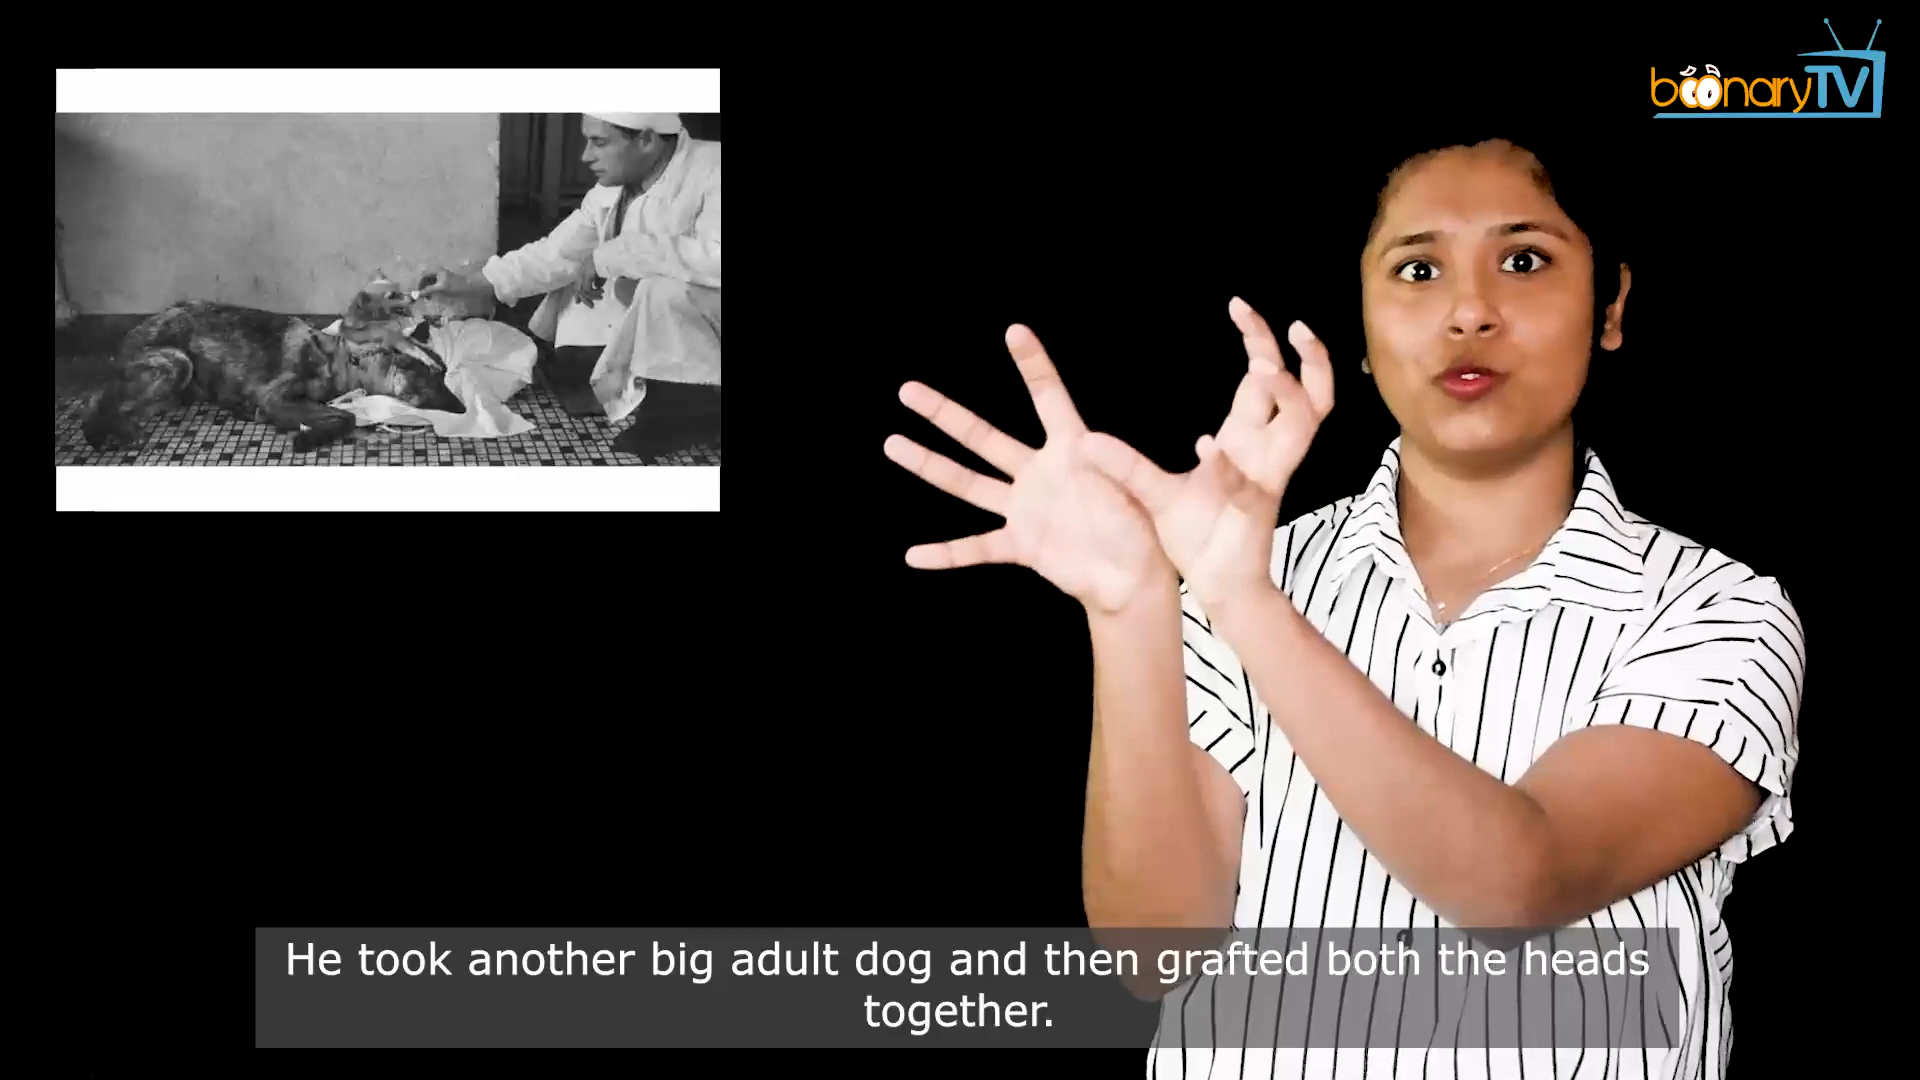 boonaryTV
He took another big adult dog and then grafted both the heads
together.